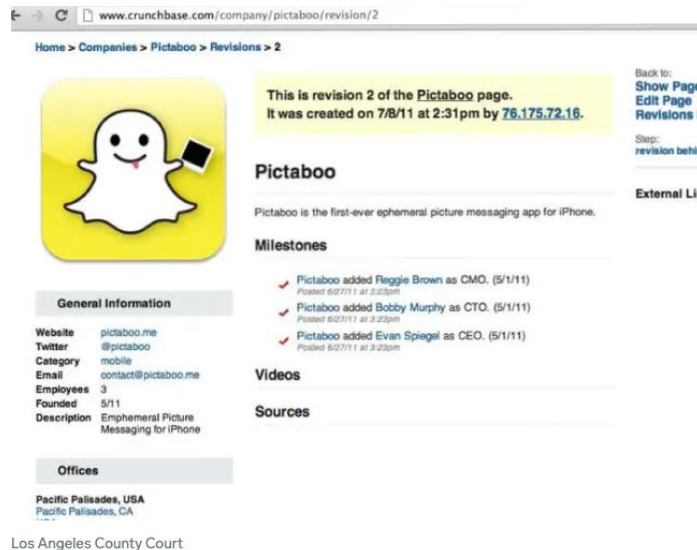 www.crunchbase.com/company/pictaboo/revision/2
Home > Companies > Pictaboo > Revisions > 2
This is revision 2 of the Pictaboo page.
It was created on 7/8/11 at 2:31pm by 76.175.72.16.
Pictaboo
Pictaboo is the first-ever ephemeral picture messaging app for iPhone.
Milestones
Pictaboo added Reggie Brown as CMO. (5/1/11)
Posted 6/27/11 at 3:23pm
Pictaboo added Bobby Murphy as CTO. (5/1/11)
Posted 6/27/11 at 3:23pm
Pictaboo added Evan Spiegel as CEO. (5/1/11)
Posted 6/27/11 at 3:23pm
Videos
Sources
General Information
Website pictaboo.me
Twitter @pictaboo
Category mobile
Email contact@pictaboo.me
Employees 3
Founded 5/11
Description Emphemeral Picture
Messaging for iPhone
Offices
Pacific Palisades, USA
Pacific Palisades, CA
Back to:
Show Page
Edit Page
Revisions
Step:
revision behi
External Li
Los Angeles County Court